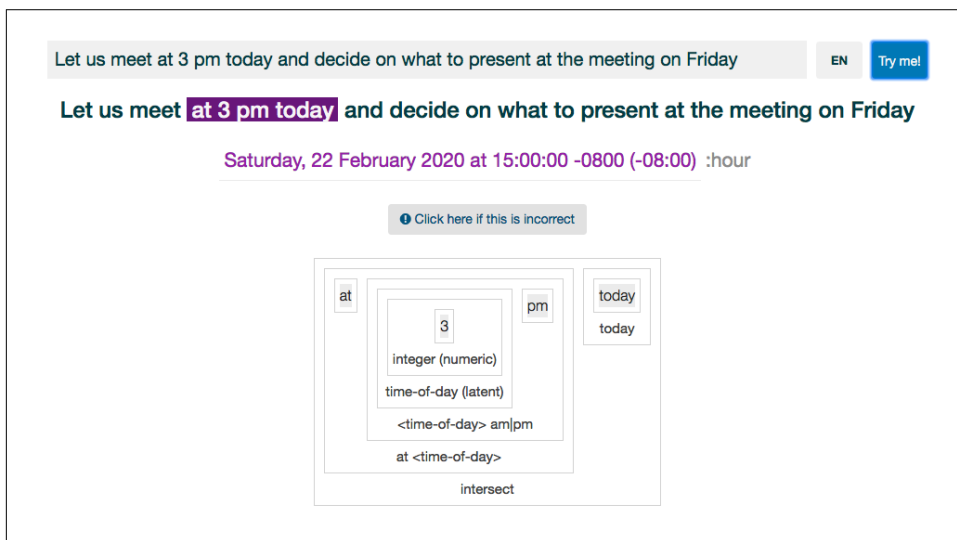 Let us meet at 3 pm today and decide on what to present at the meeting on Friday EN Try me!
Let us meet at 3 pm today and decide on what to present at the meeting on Friday
Saturday, 22 February 2020 at 15:00:00 -0800 (-08:00) :hour
Click here if this is incorrect
at
3
integer (numeric)
time-of-day (latent)
pm
<time-of-day> am|pm
at <time-of-day>
today
today
intersect